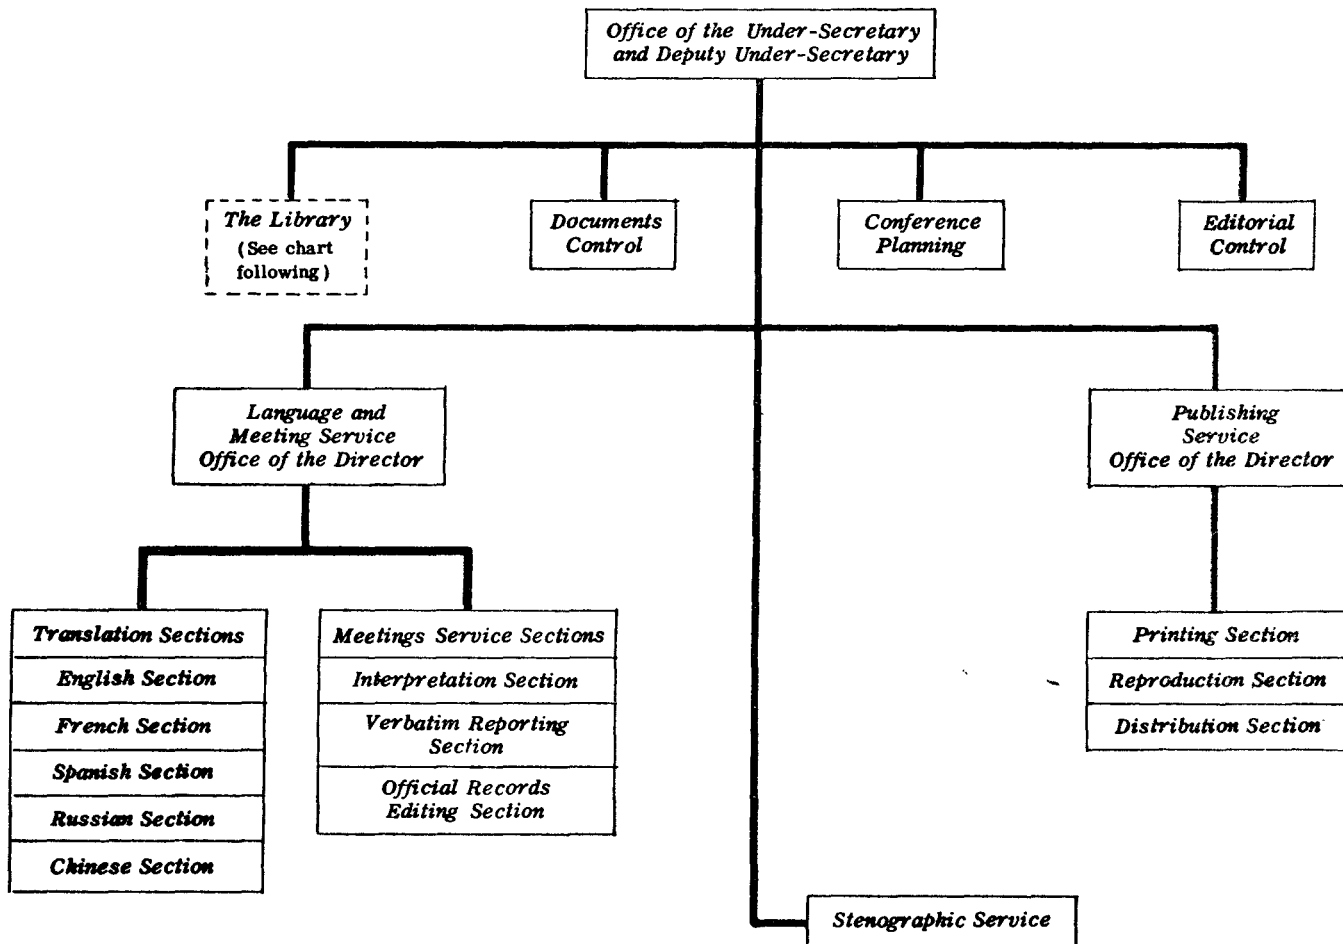 Office of the Under-Secretary
and Deputy Under-Secretary
The Library
(See chart
following)
Documents
Control
Conference
Planning
Editorial
Control
Language and
Meeting Service
Office of the Director
Publishing
Service
Office of the Director
Translation Sections
English Section
French Section
Spanish Section
Russian Section
Chinese Section
Meetings Service Sections
Interpretation Section
Verbatim Reporting
Section
Official Records
Editing Section
Printing Section
Reproduction Section
Distribution Section
Stenographic Service